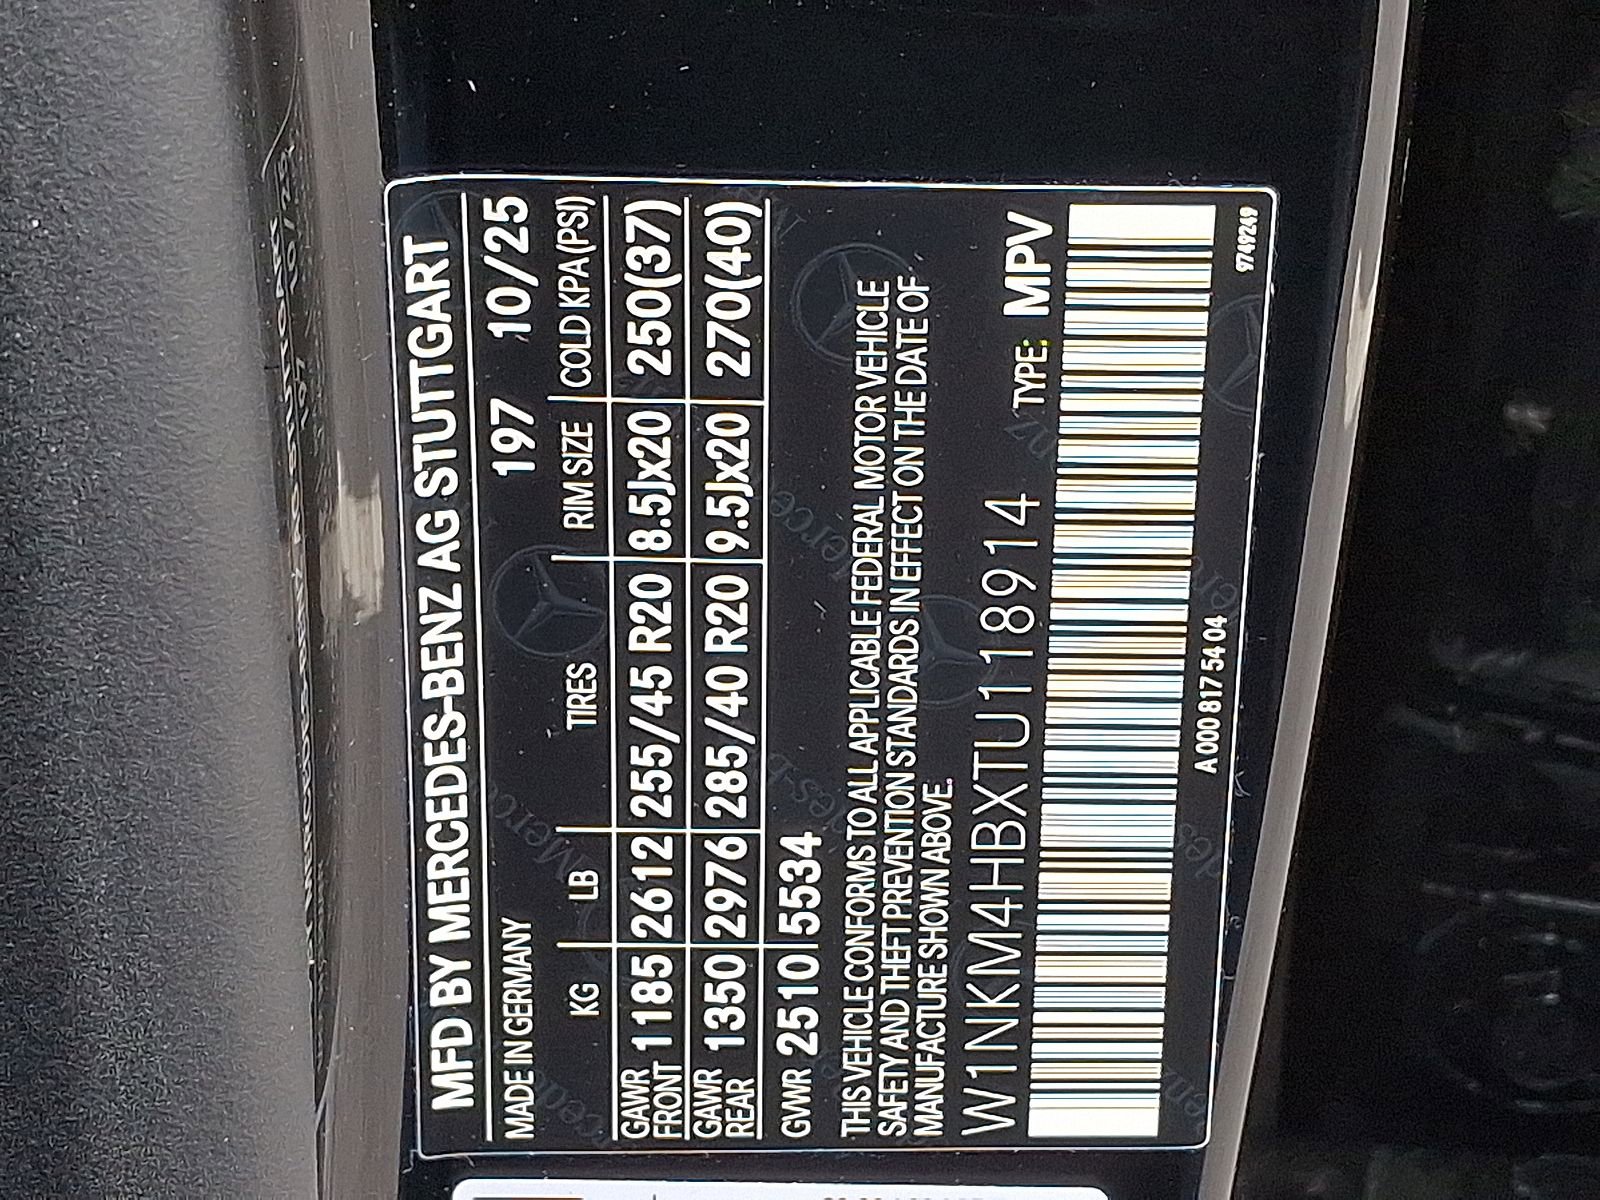 MFD BY MERCEDES-BENZ AG STUTTGART
MADE IN GERMANY 197 10/25
KG LB TIRES RIM SIZE COLD KPA (PSI)
GAWR FRONT 1185 2612 255/45 R20 8.5Jx20 250(37)
GAWR REAR 1350 2976 285/40 R20 9.5Jx20 270(40)
GVWR 2510 5534
THIS VEHICLE CONFORMS TO ALL APPLICABLE FEDERAL MOTOR VEHICLE
SAFETY AND THEFT PREVENTION STANDARDS IN EFFECT ON THE DATE OF
MANUFACTURE SHOWN ABOVE.
W1NKM4HBXTU118914 TYPE: MPV
A 000 817 54 04
9749249